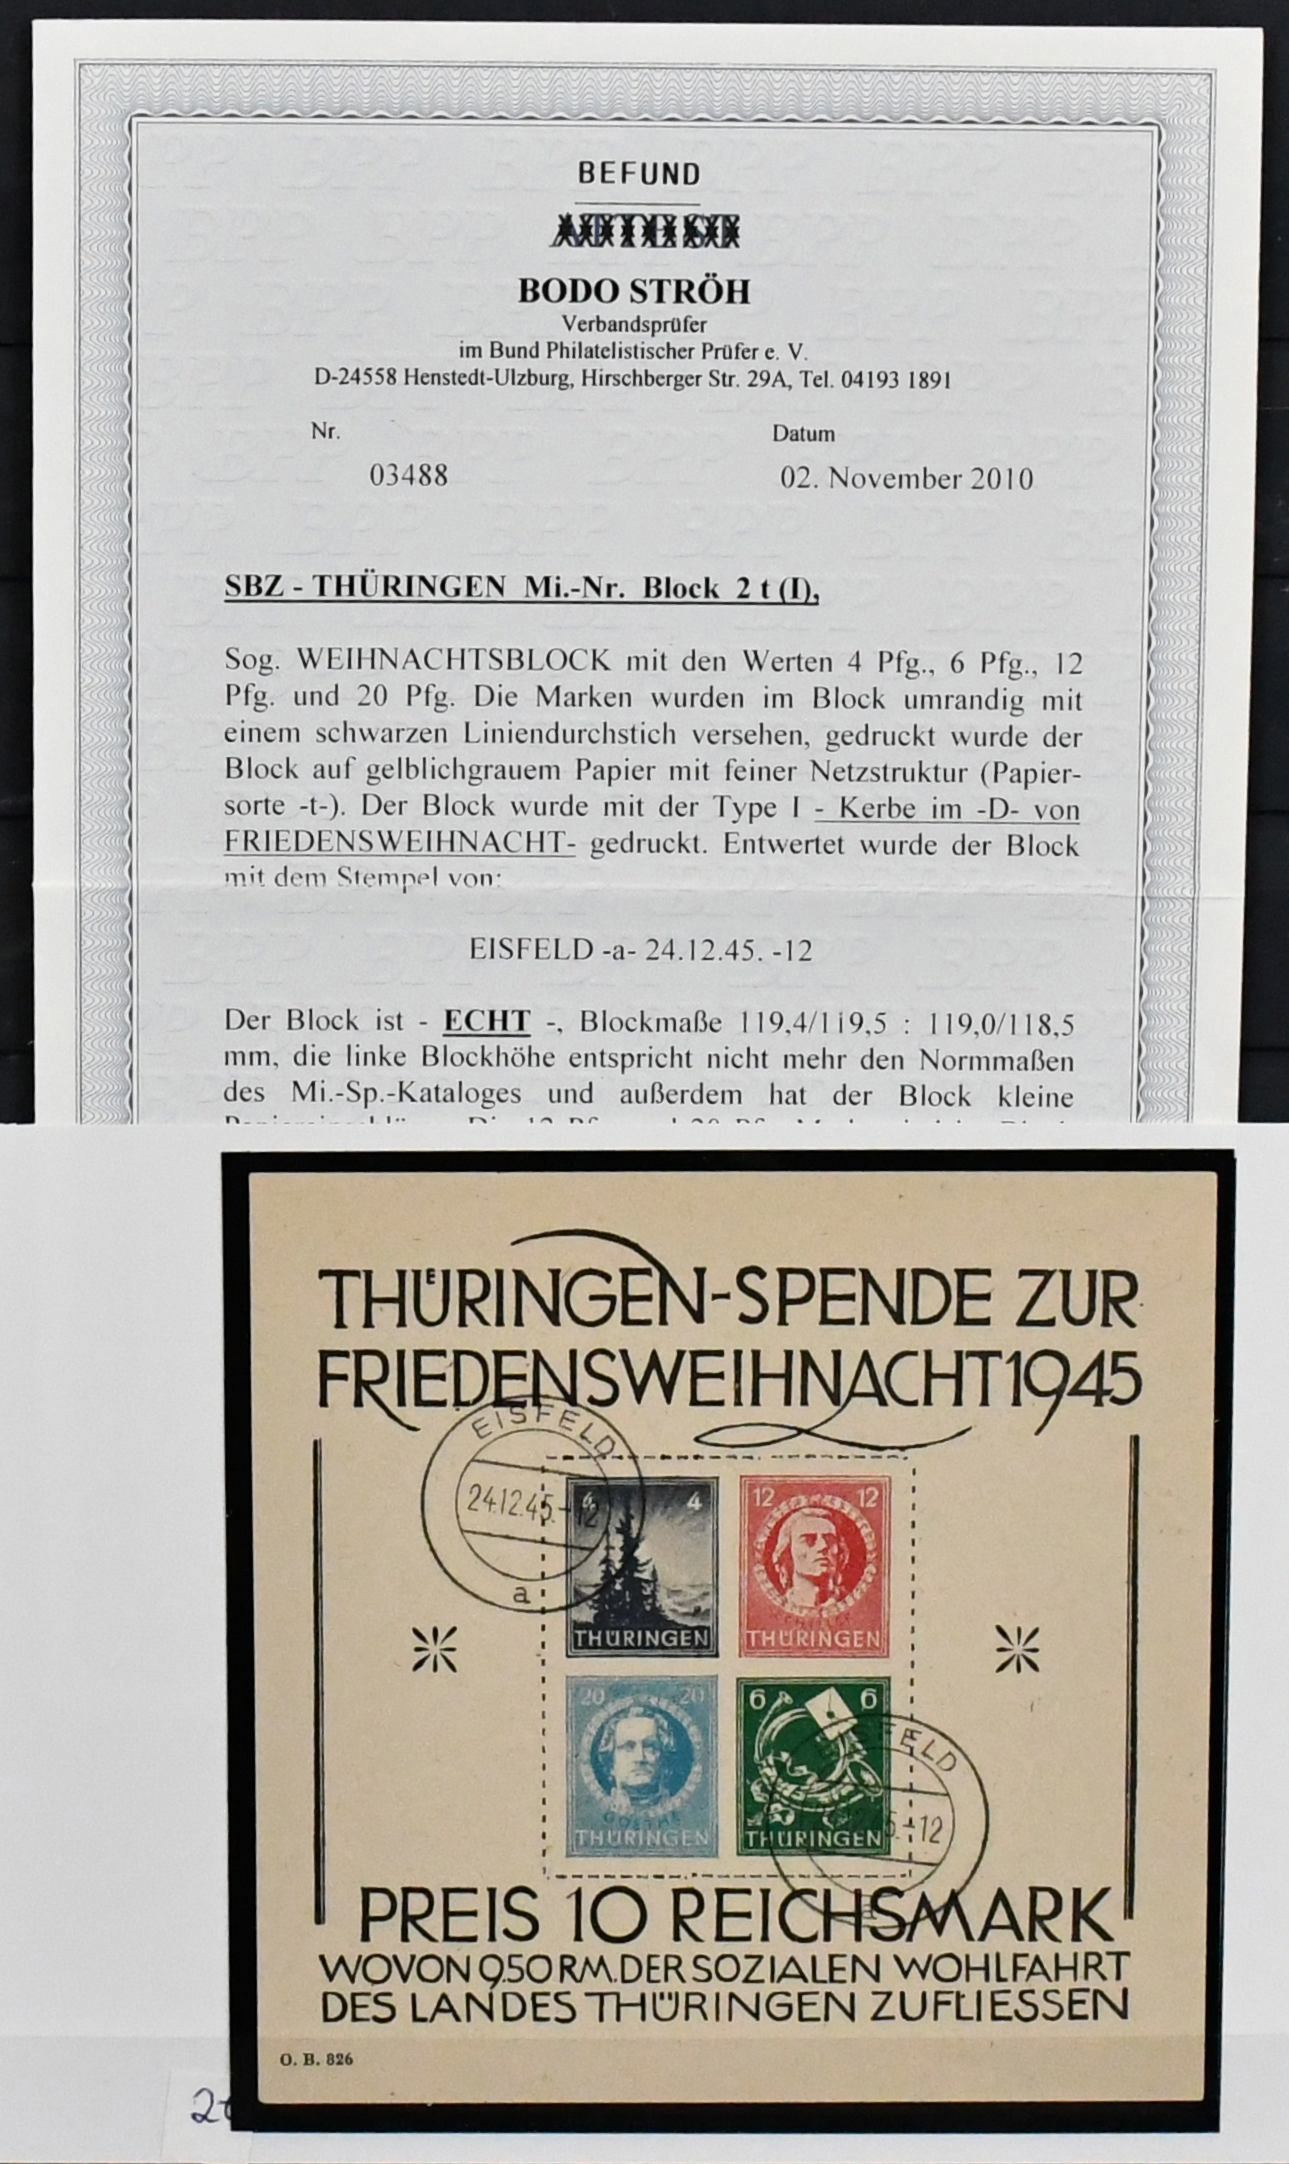 BEFUND
BODO STRÖH
Verbandsprüfer
im Bund Philatelistischer Prüfer e. V.
D-24558 Henstedt-Ulzburg, Hirschberger Str. 29A, Tel. 04193 1891
Nr. Datum
03488 02. November 2010
SBZ - THÜRINGEN Mi.-Nr. Block 2 t (I),
Sog. WEIHNACHTSBLOCK mit den Werten 4 Pfg., 6 Pfg., 12
Pfg. und 20 Pfg. Die Marken wurden im Block umrandig mit
einem schwarzen Liniendurchstich versehen, gedruckt wurde der
Block auf gelblichgrauem Papier mit feiner Netzstruktur (Papier-
sorte -t-). Der Block wurde mit der Type I - Kerbe im -D- von
FRIEDENSWEIHNACHT- gedruckt. Entwertet wurde der Block
mit dem Stempel von:
EISFELD -a- 24.12.45. -12
Der Block ist - ECHT -, Blockmaße 119,4/119,5 : 119,0/118,5
mm, die linke Blockhöhe entspricht nicht mehr den Normmaßen
des Mi.-Sp.-Kataloges und außerdem hat der Block kleine
THÜRINGEN-SPENDE ZUR
FRIEDENSWEIHNACHT 1945
EISFELD
24.12.45.-12
a
4 4
THÜRINGEN
12 12
SCHILLER
THÜRINGEN
20 20
GOETHE
THÜRINGEN
6 6
THÜRINGEN
EISFELD
5.-12
a
PREIS 10 REICHSMARK
WOVON 9.50 RM. DER SOZIALEN WOHLFAHRT
DES LANDES THÜRINGEN ZUFLIESSEN
O. B. 826